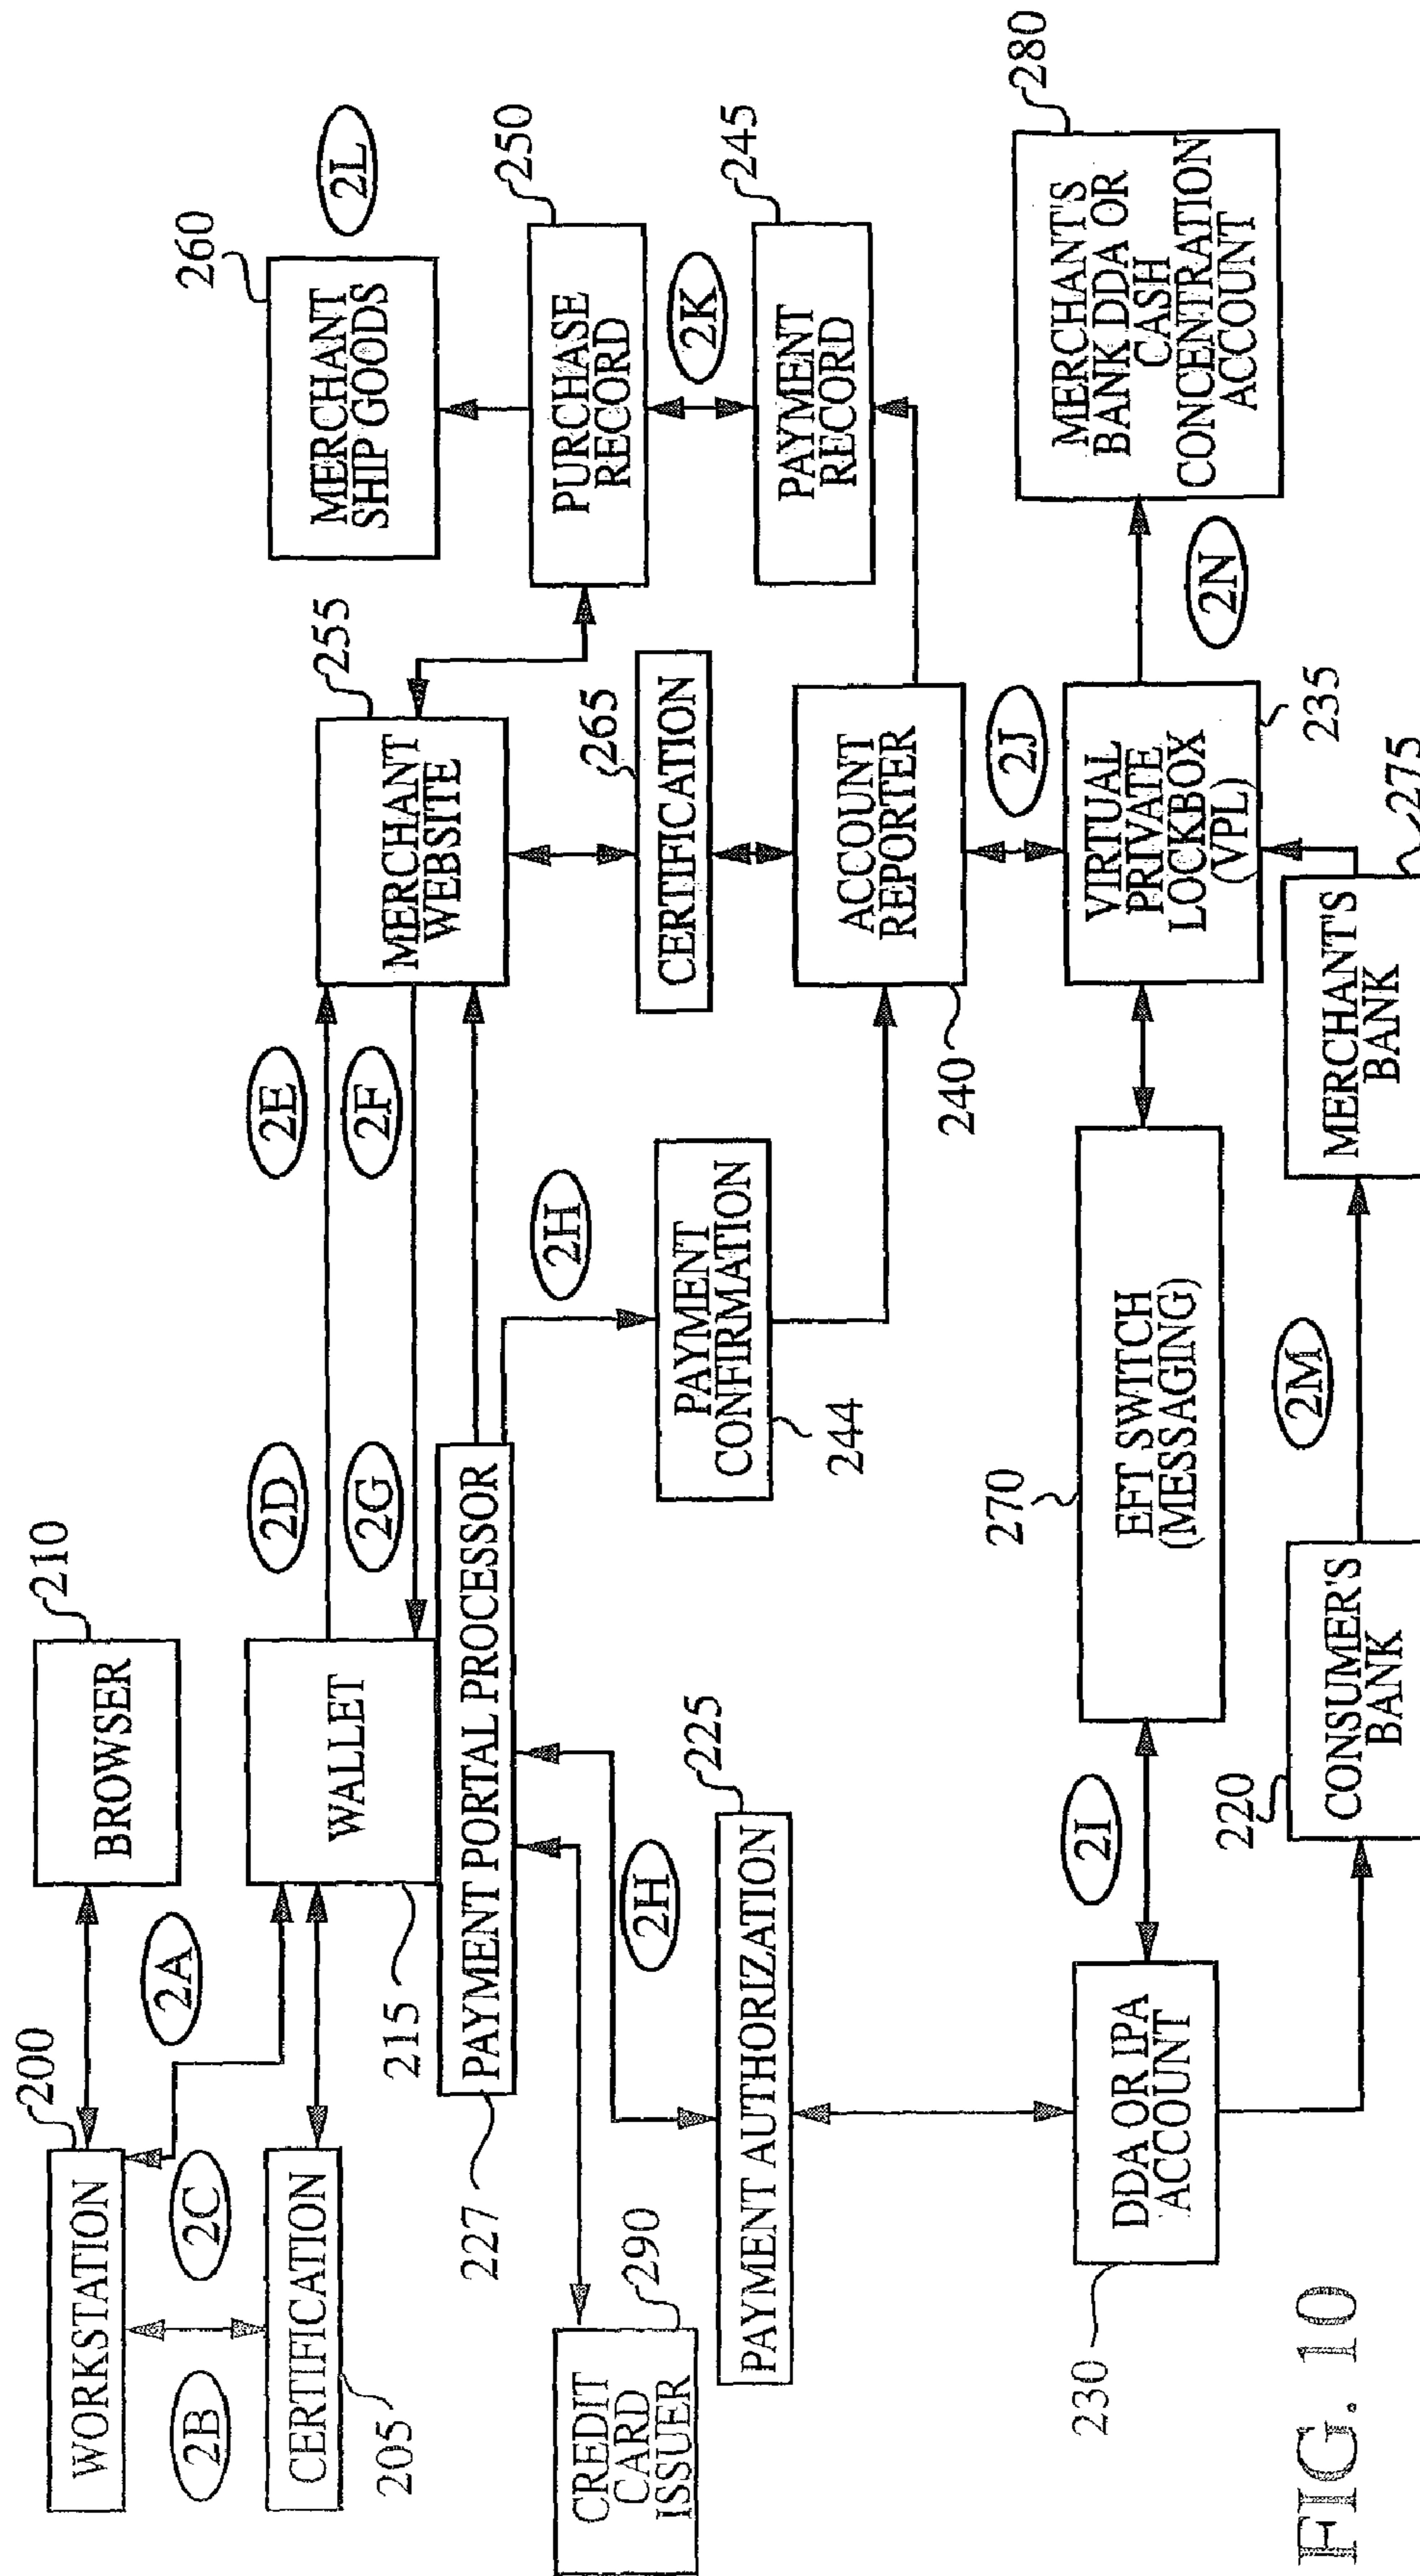 200
WORKSTATION
2A
BROWSER
210
2B
2C
CERTIFICATION
205
WALLET
215
2D
2E
2G
2F
MERCHANT
WEBSITE
255
MERCHANT
SHIP GOODS
260
2L
PAYMENT PORTAL PROCESSOR
227
2H
265
CERTIFICATION
PURCHASE
RECORD
250
2K
CREDIT
CARD
ISSUER
290
2H
PAYMENT AUTHORIZATION
225
PAYMENT
CONFIRMATION
244
ACCOUNT
REPORTER
240
PAYMENT
RECORD
245
2J
DDA OR IPA
ACCOUNT
230
2I
270
EFT SWITCH
(MESSAGING)
VIRTUAL
PRIVATE
LOCKBOX
(VPL)
235
2N
MERCHANT'S
BANK DDA OR
CASH
CONCENTRATION
ACCOUNT
280
220
CONSUMER'S
BANK
2M
MERCHANT'S
BANK
275
FIG. 10